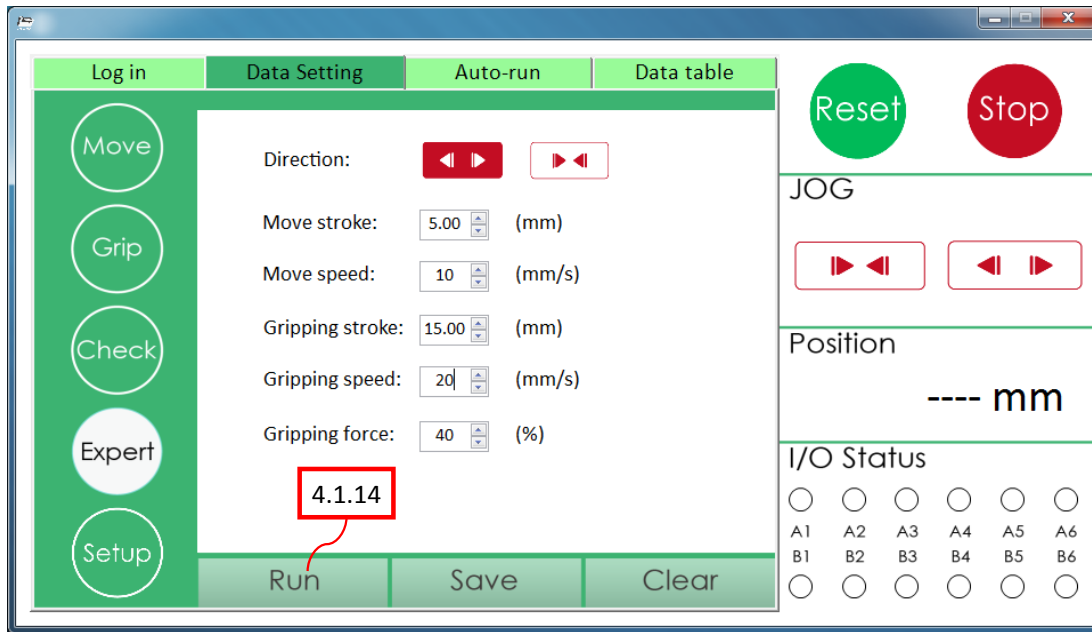 Log in
Data Setting
Auto-run
Data table
Move
Grip
Check
Expert
Setup
Direction:
Move stroke: 5.00 (mm)
Move speed: 10 (mm/s)
Gripping stroke: 15.00 (mm)
Gripping speed: 20 (mm/s)
Gripping force: 40 (%)
4.1.14
Run
Save
Clear
Reset
Stop
JOG
Position
---- mm
I/O Status
A1 A2 A3 A4 A5 A6
B1 B2 B3 B4 B5 B6